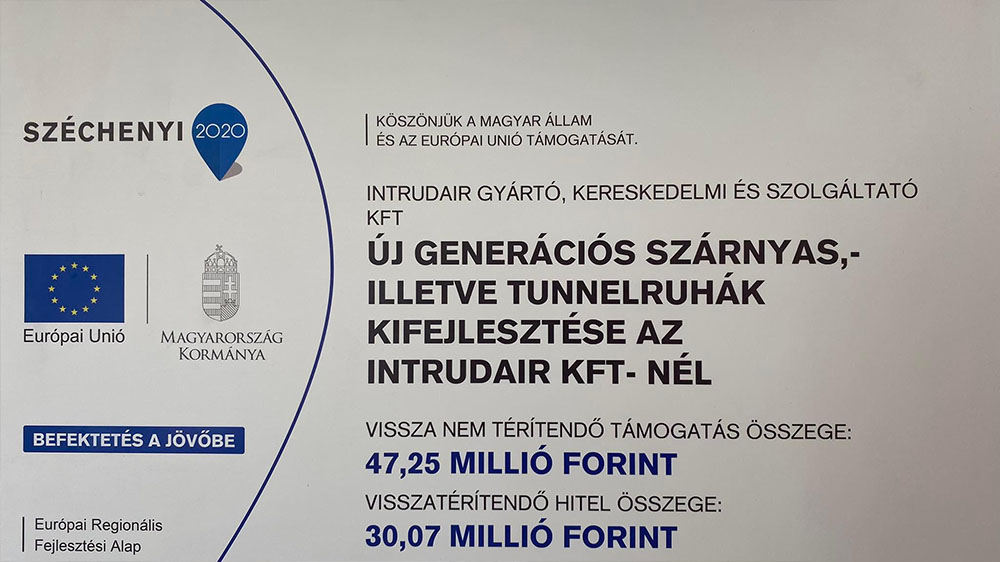 SZÉCHENYI 2020
Európai Unió
MAGYARORSZÁG
KORMÁNYA
BEFEKTETÉS A JÖVŐBE
Európai Regionális
Fejlesztési Alap
KÖSZÖNJÜK A MAGYAR ÁLLAM
ÉS AZ EURÓPAI UNIÓ TÁMOGATÁSÁT.
INTRUDAIR GYÁRTÓ, KERESKEDELMI ÉS SZOLGÁLTATÓ
KFT
ÚJ GENERÁCIÓS SZÁRNYAS,-
ILLETVE TUNNELRUHÁK
KIFEJLESZTÉSE AZ
INTRUDAIR KFT- NÉL
VISSZA NEM TÉRÍTENDŐ TÁMOGATÁS ÖSSZEGE:
47,25 MILLIÓ FORINT
VISSZATÉRÍTENDŐ HITEL ÖSSZEGE:
30,07 MILLIÓ FORINT